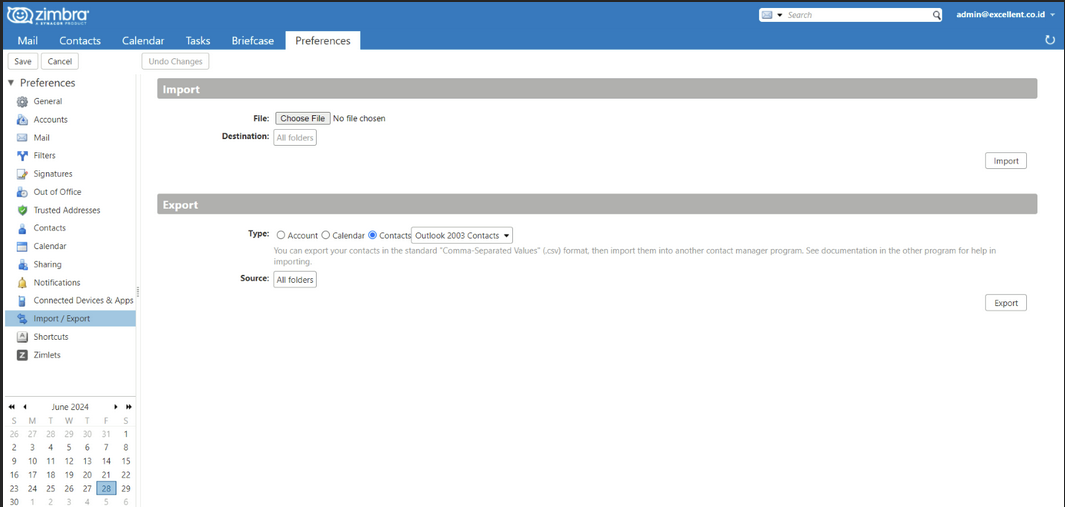 zimbra
A SYNACOR PRODUCT
Search
admin@excellent.co.id
Mail Contacts Calendar Tasks Briefcase Preferences
Save Cancel Undo Changes
Preferences
General
Accounts
Mail
Filters
Signatures
Out of Office
Trusted Addresses
Contacts
Calendar
Sharing
Notifications
Connected Devices & Apps
Import / Export
Shortcuts
Zimlets
June 2024
S M T W T F S
26 27 28 29 30 31 1
2 3 4 5 6 7 8
9 10 11 12 13 14 15
16 17 18 19 20 21 22
23 24 25 26 27 28 29
30 1 2 3 4 5 6
Import
File: Choose File No file chosen
Destination: All folders
Import
Export
Type: Account Calendar Contacts Outlook 2003 Contacts
You can export your contacts in the standard "Comma-Separated Values" (.csv) format, then import them into another contact manager program. See documentation in the other program for help in
importing.
Source: All folders
Export